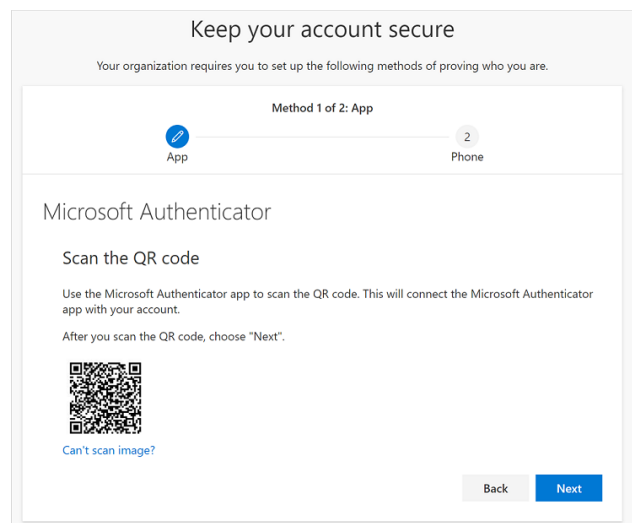 Keep your account secure
Your organization requires you to set up the following methods of proving who you are.
Method 1 of 2: App
2
App
Phone
Microsoft Authenticator
Scan the QR code
Use the Microsoft Authenticator app to scan the QR code. This will connect the Microsoft Authenticator
app with your account.
After you scan the QR code, choose "Next".
Can't scan image?
Back
Next